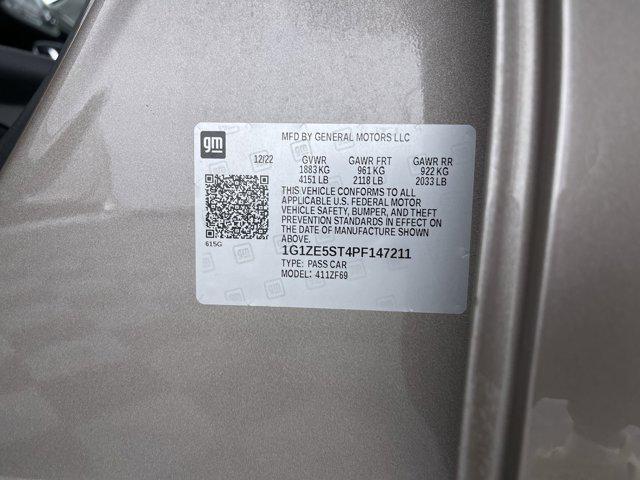 gm
MFD BY GENERAL MOTORS LLC
12/22 GVWR GAWR FRT GAWR RR
1883 KG 961 KG 922 KG
4151 LB 2118 LB 2033 LB
THIS VEHICLE CONFORMS TO ALL
APPLICABLE U.S. FEDERAL MOTOR
VEHICLE SAFETY, BUMPER, AND THEFT
PREVENTION STANDARDS IN EFFECT ON
THE DATE OF MANUFACTURE SHOWN
ABOVE.
615G
1G1ZE5ST4PF147211
TYPE: PASS CAR
MODEL: 411ZF69